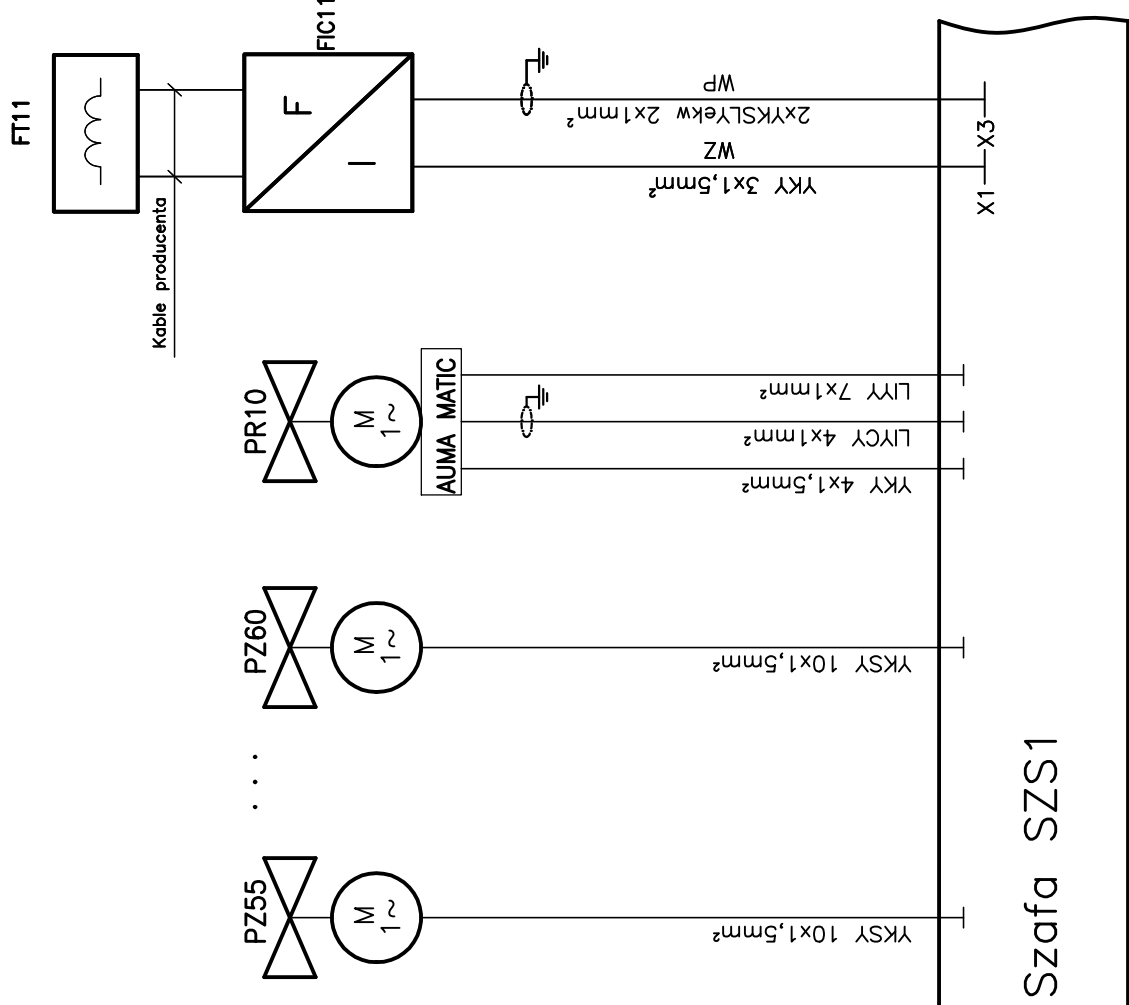 FT11
FIC11
F
I
Kable producenta
WP
2xYKSLYekw 2x1mm²
WZ
YKY 3x1,5mm²
X3
X1
PR10
M
1~
AUMA MATIC
LIYY 7x1mm²
LIYCY 4x1mm²
YKY 4x1,5mm²
PZ60
M
1~
YKSY 10x1,5mm²
. . .
PZ55
M
1~
YKSY 10x1,5mm²
Szafa SZS1